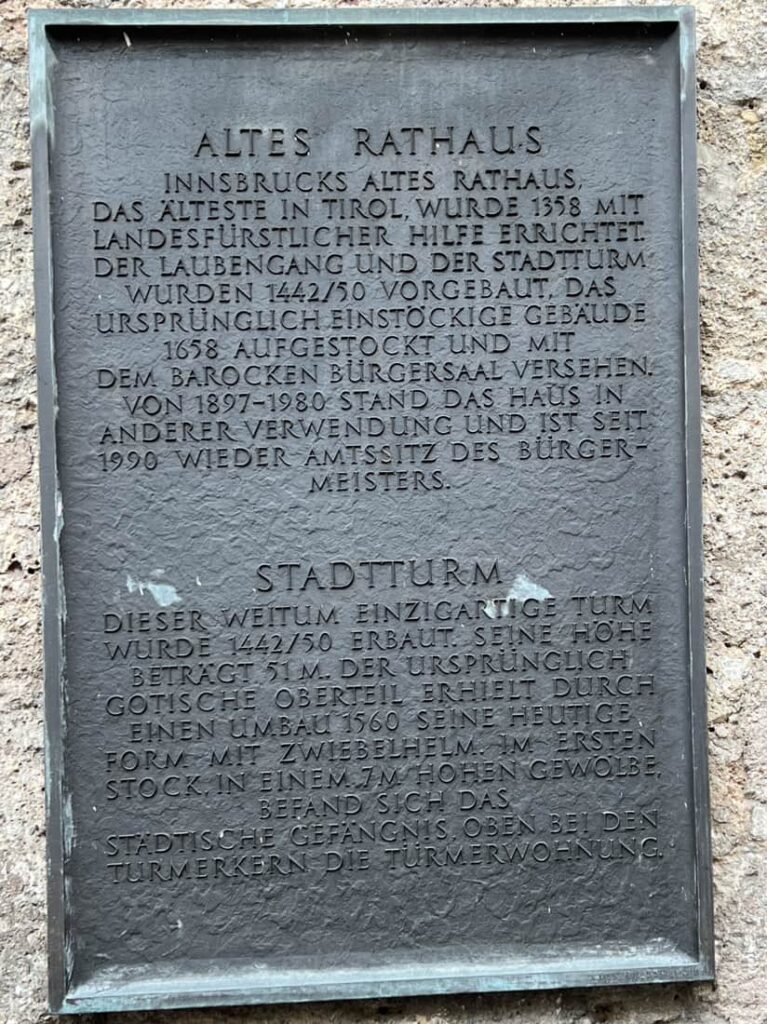 ALTES RATHAUS
INNSBRUCKS ALTES RATHAUS,
DAS ÄLTESTE IN TIROL, WURDE 1358 MIT
LANDESFÜRSTLICHER HILFE ERRICHTET.
DER LAUBENGANG UND DER STADTTURM
WURDEN 1442/50 VORGEBAUT, DAS
URSPRÜNGLICH EINSTÖCKIGE GEBÄUDE
1658 AUFGESTOCKT UND MIT
DEM BAROCKEN BÜRGERSAAL VERSEHEN.
VON 1897-1980 STAND DAS HAUS IN
ANDERER VERWENDUNG UND IST SEIT
1990 WIEDER AMTSSITZ DES BÜRGER-
MEISTERS.
STADTTURM
DIESER WEITUM EINZIGARTIGE TURM
WURDE 1442/50 ERBAUT. SEINE HÖHE
BETRÄGT 51 M. DER URSPRÜNGLICH
GOTISCHE OBERTEIL ERHIELT DURCH
EINEN UMBAU 1560 SEINE HEUTIGE
FORM MIT ZWIEBELHELM. IM ERSTEN
STOCK, IN EINEM 7 M HOHEN GEWÖLBE,
BEFAND SICH DAS
STÄDTISCHE GEFÄNGNIS, OBEN BEI DEN
TÜRMERKERN DIE TÜRMERWOHNUNG.